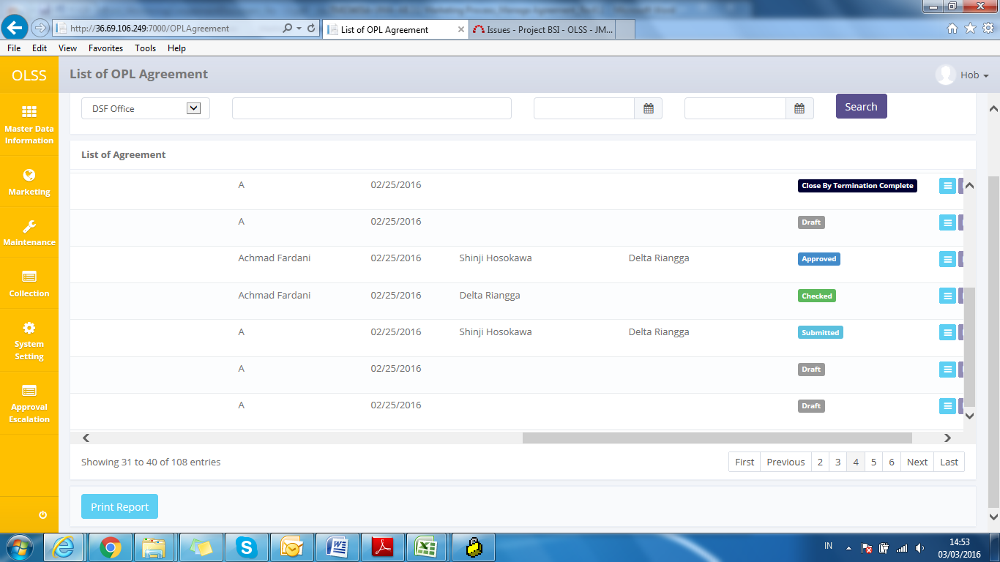 http://36.69.106.249:7000/OPLAgreement
List of OPL Agreement
Issues - Project BSI - OLSS - JM...
File Edit View Favorites Tools Help
OLSS
List of OPL Agreement
Hob
Master Data
Information
Marketing
Maintenance
Collection
System
Setting
Approval
Escalation
DSF Office
Search
List of Agreement
A 02/25/2016 Close By Termination Complete
A 02/25/2016 Draft
Achmad Fardani 02/25/2016 Shinji Hosokawa Delta Riangga Approved
Achmad Fardani 02/25/2016 Delta Riangga Checked
A 02/25/2016 Shinji Hosokawa Delta Riangga Submitted
A 02/25/2016 Draft
A 02/25/2016 Draft
Showing 31 to 40 of 108 entries
First Previous 2 3 4 5 6 Next Last
Print Report
IN
14:53
03/03/2016